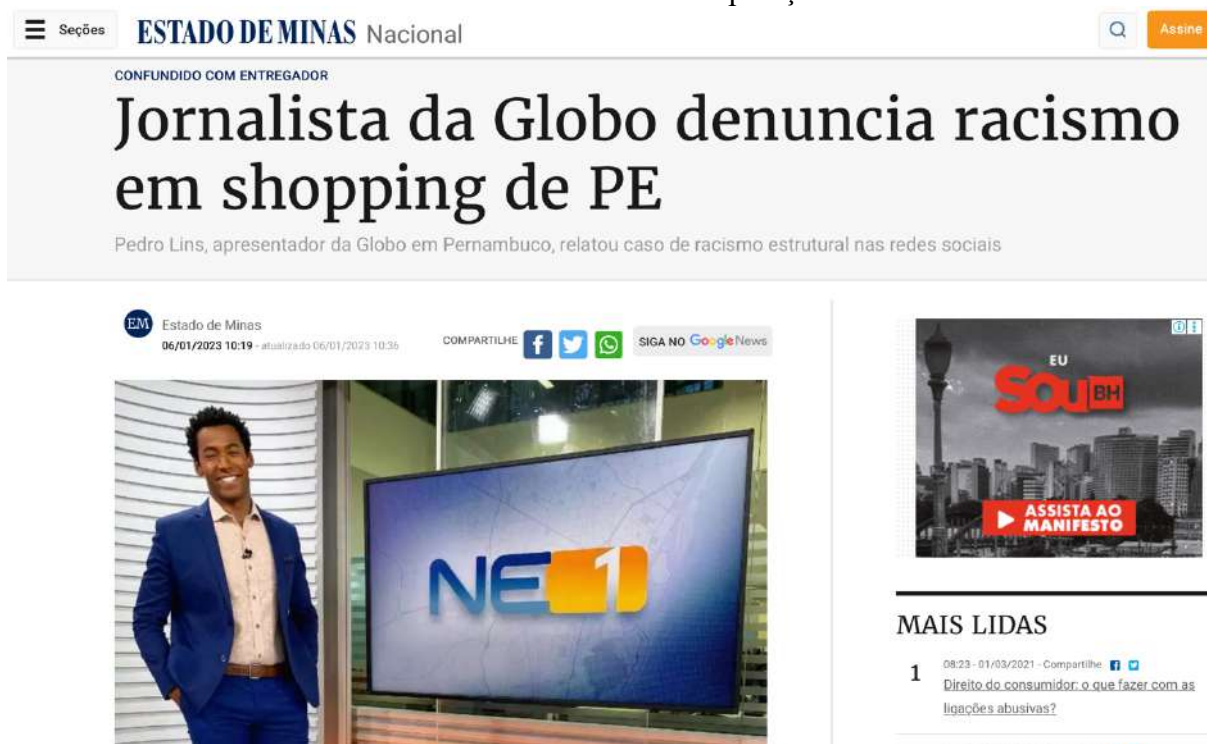 Seções
ESTADO DE MINAS Nacional
Assine
CONFUNDIDO COM ENTREGADOR
Jornalista da Globo denuncia racismo
em shopping de PE
Pedro Lins, apresentador da Globo em Pernambuco, relatou caso de racismo estrutural nas redes sociais
EM
Estado de Minas
06/01/2023 10:19 - atualizado 06/01/2023 10:36
COMPARTILHE
SIGA NO Google News
NE 1
EU
SOU BH
ASSISTA AO
MANIFESTO
MAIS LIDAS
1
08:23 - 01/03/2021 - Compartilhe
Direito do consumidor: o que fazer com as
ligações abusivas?